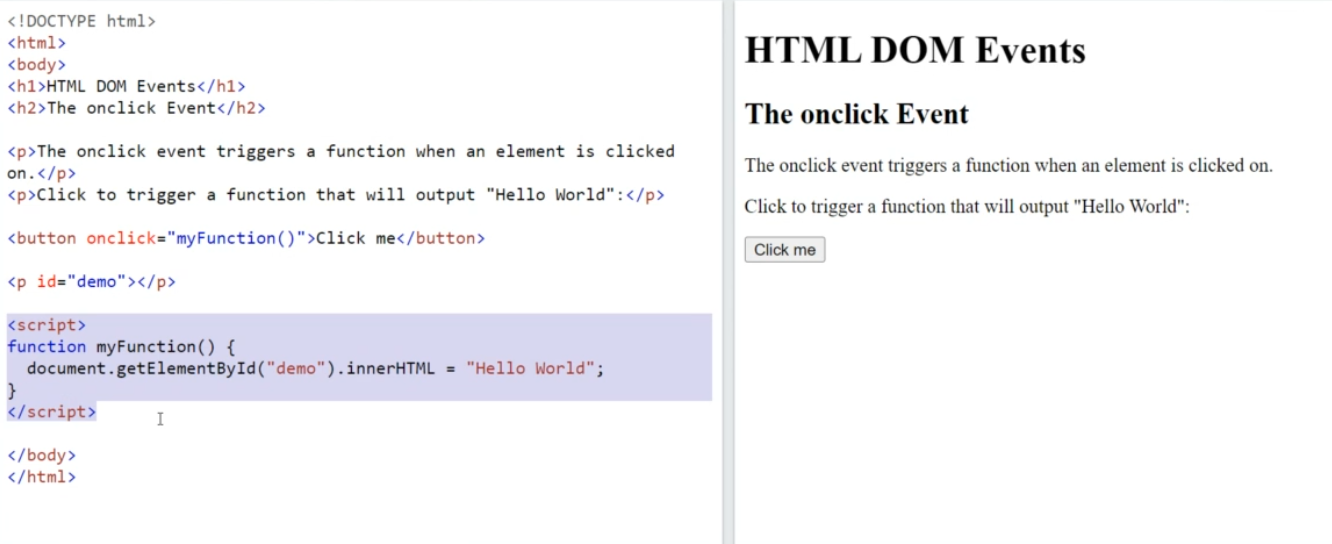 <!DOCTYPE html>
<html>
<body>
<h1>HTML DOM Events</h1>
<h2>The onclick Event</h2>
<p>The onclick event triggers a function when an element is clicked
on.</p>
<p>Click to trigger a function that will output "Hello World":</p>
<button onclick="myFunction()">Click me</button>
<p id="demo"></p>
<script>
function myFunction() {
  document.getElementById("demo").innerHTML = "Hello World";
}
</script>
</body>
</html>
HTML DOM Events
The onclick Event
The onclick event triggers a function when an element is clicked on.
Click to trigger a function that will output "Hello World":
Click me